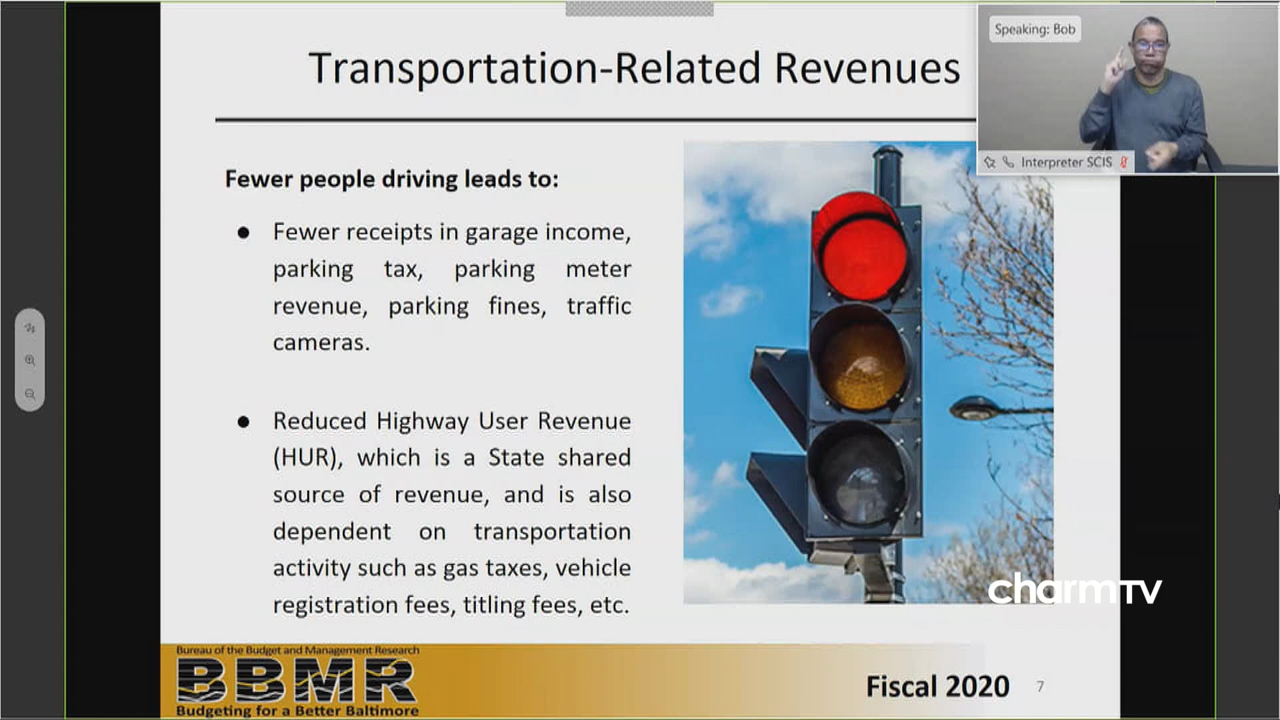 Transportation-Related Revenues
Speaking: Bob
Interpreter SCIS
Fewer people driving leads to:
● Fewer receipts in garage income,
parking tax, parking meter
revenue, parking fines, traffic
cameras.
● Reduced Highway User Revenue
(HUR), which is a State shared
source of revenue, and is also
dependent on transportation
activity such as gas taxes, vehicle
registration fees, titling fees, etc.
charmTV
Bureau of the Budget and Management Research
BBMR
Budgeting for a Better Baltimore
Fiscal 2020
7